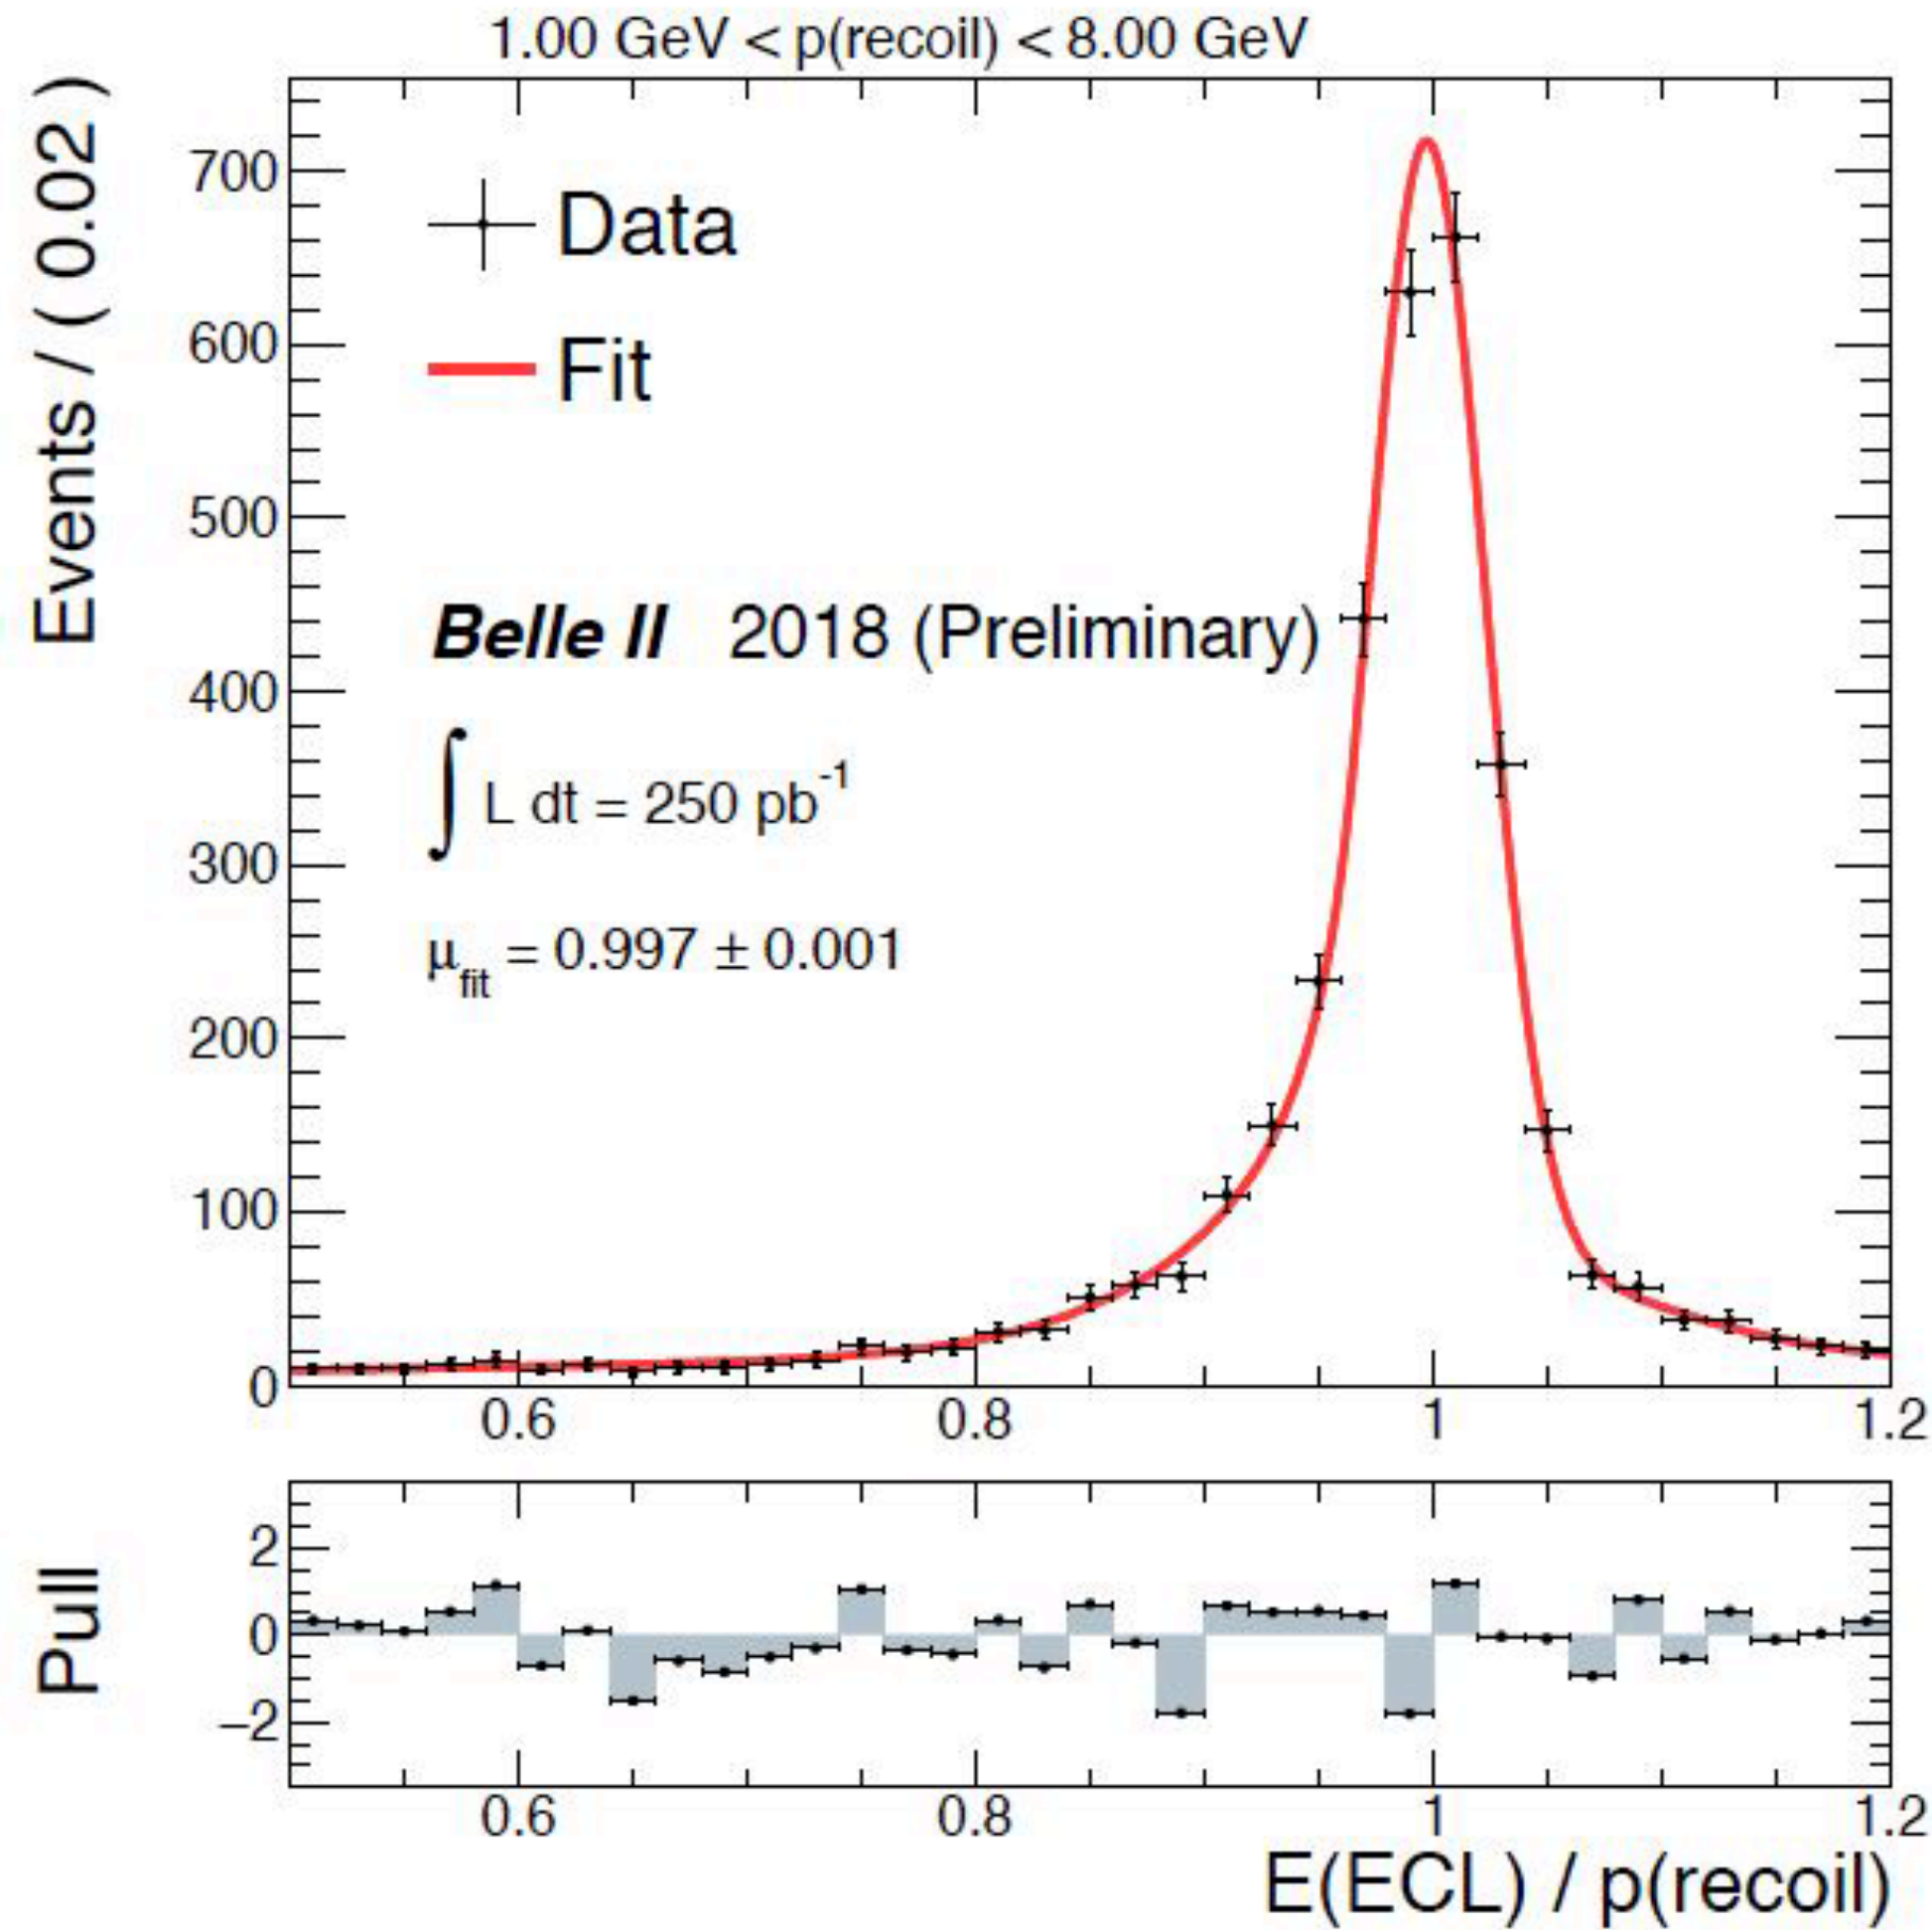 1.00 GeV < p(recoil) < 8.00 GeV
Events / ( 0.02 )
700
600
500
400
300
200
100
0
Data
Fit
Belle II 2018 (Preliminary)
∫ L dt = 250 pb⁻¹
μfit = 0.997 ± 0.001
0.6 0.8 1 1.2
Pull
2
0
−2
0.6 0.8 1 1.2
E(ECL) / p(recoil)